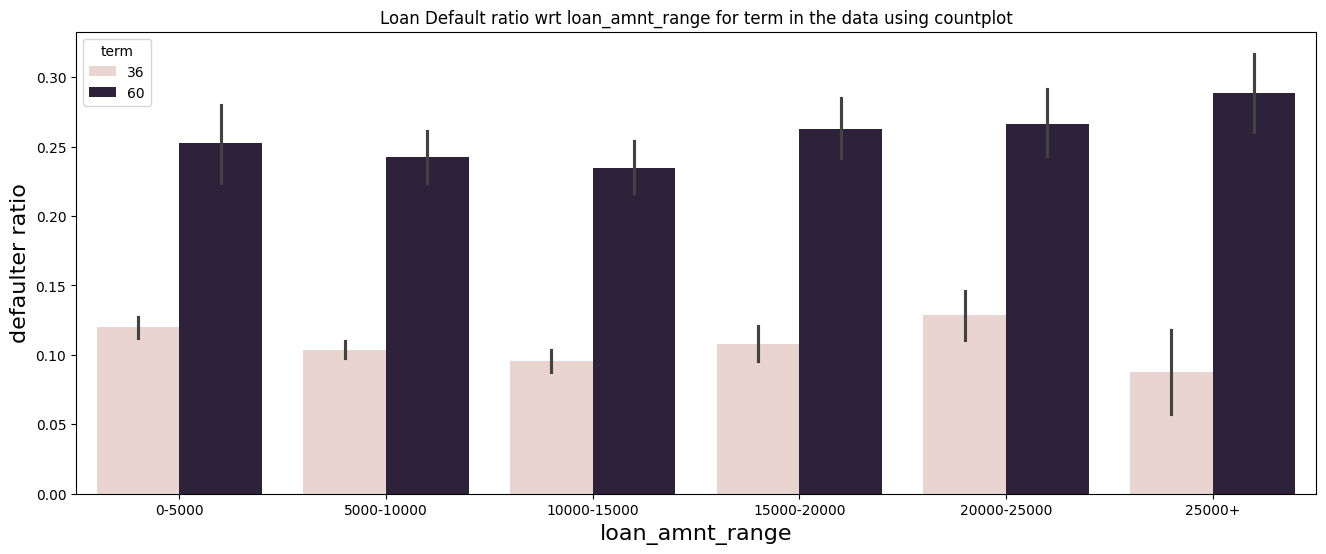 Loan Default ratio wrt loan_amnt_range for term in the data using countplot
term
36
60
defaulter ratio
0.30
0.25
0.20
0.15
0.10
0.05
0.00
0-5000 5000-10000 10000-15000 15000-20000 20000-25000 25000+
loan_amnt_range